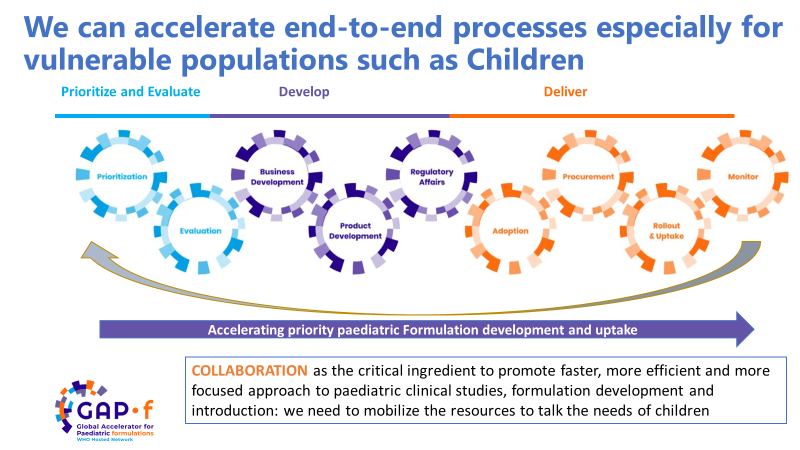 We can accelerate end-to-end processes especially for
vulnerable populations such as Children
Prioritize and Evaluate
Develop
Deliver
Prioritization
Evaluation
Business
Development
Product
Development
Regulatory
Affairs
Adoption
Procurement
Rollout
& Uptake
Monitor
Accelerating priority paediatric Formulation development and uptake
COLLABORATION as the critical ingredient to promote faster, more efficient and more
focused approach to paediatric clinical studies, formulation development and
introduction: we need to mobilize the resources to talk the needs of children
GAP·f
Global Accelerator for
Paediatric formulations
WHO Hosted Network